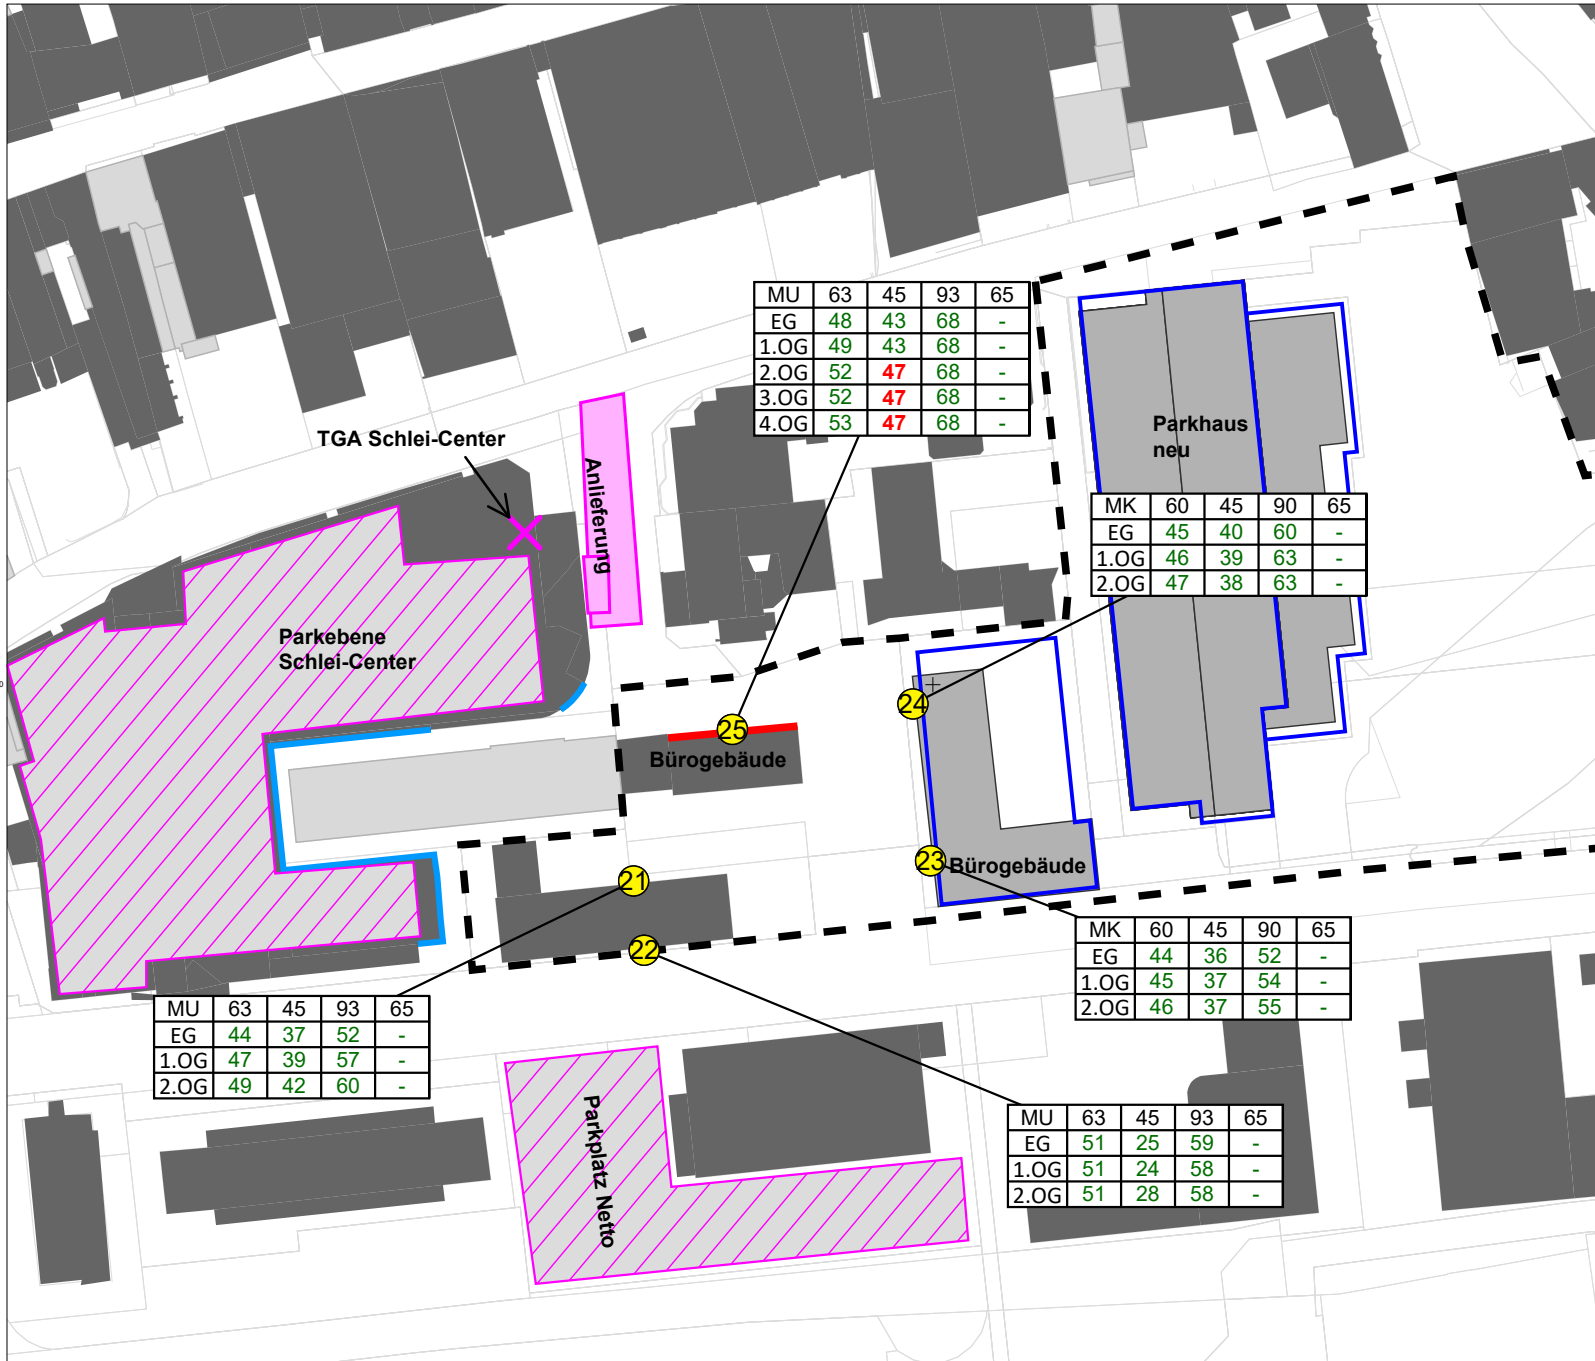 MU 63 45 93 65
EG 48 43 68 -
1.OG 49 43 68 -
2.OG 52 47 68 -
3.OG 52 47 68 -
4.OG 53 47 68 -
TGA Schlei-Center
Anlieferung
Parkhaus
neu
MK 60 45 90 65
EG 45 40 60 -
1.OG 46 39 63 -
2.OG 47 38 63 -
Parkebene
Schlei-Center
25
24
Bürogebäude
23
Bürogebäude
21
22
MK 60 45 90 65
EG 44 36 52 -
1.OG 45 37 54 -
2.OG 46 37 55 -
MU 63 45 93 65
EG 44 37 52 -
1.OG 47 39 57 -
2.OG 49 42 60 -
Parkplatz Netto
MU 63 45 93 65
EG 51 25 59 -
1.OG 51 24 58 -
2.OG 51 28 58 -